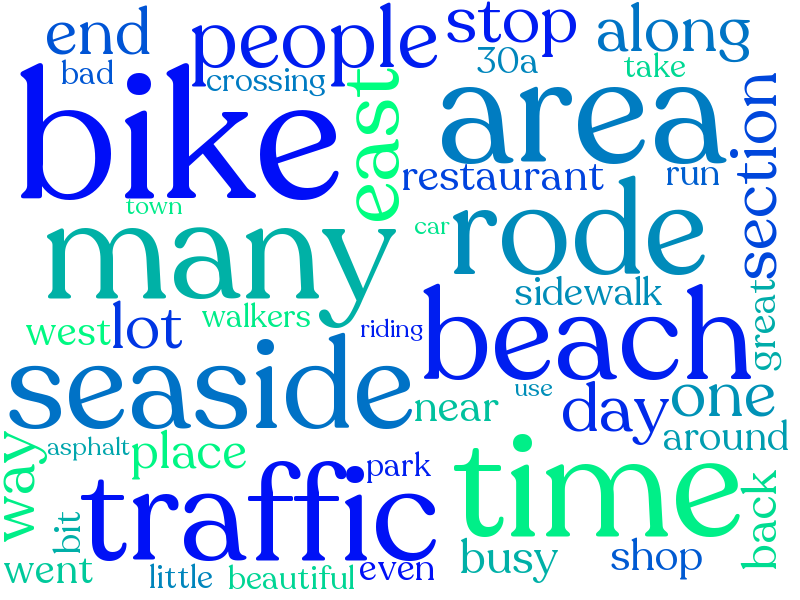 end
people
stop
along
bad
crossing
30a
take
bike
east
area
section
restaurant
run
town
many
car
rode
sidewalk
west
lot
walkers
riding
beach
great
seaside
use
near
day
one
around
way
asphalt
place
park
traffic
time
back
bit
went
little
beautiful
even
busy
shop